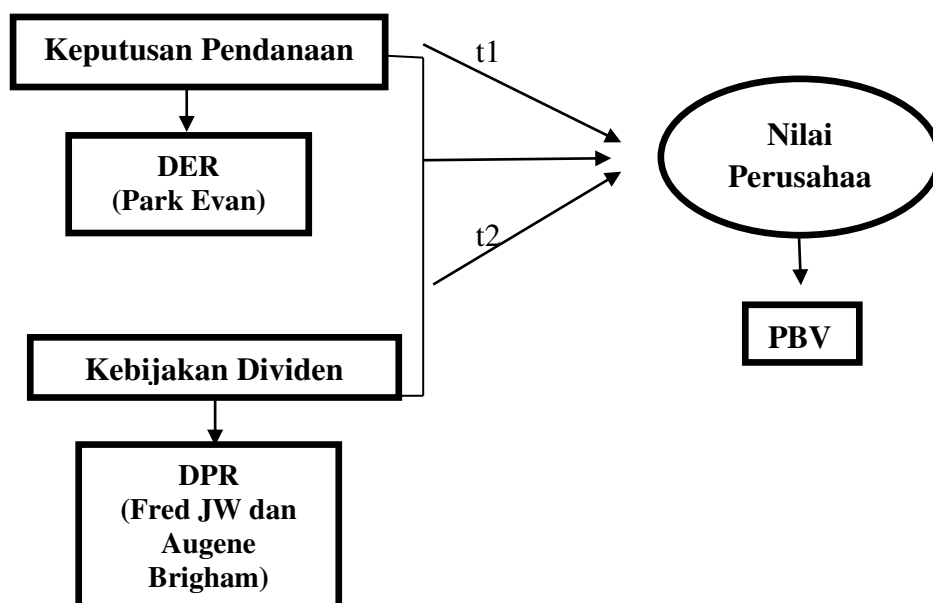 Keputusan Pendanaan
t1
DER
(Park Evan)
Nilai
Perusahaa
t2
PBV
Kebijakan Dividen
DPR
(Fred JW dan
Augene
Brigham)